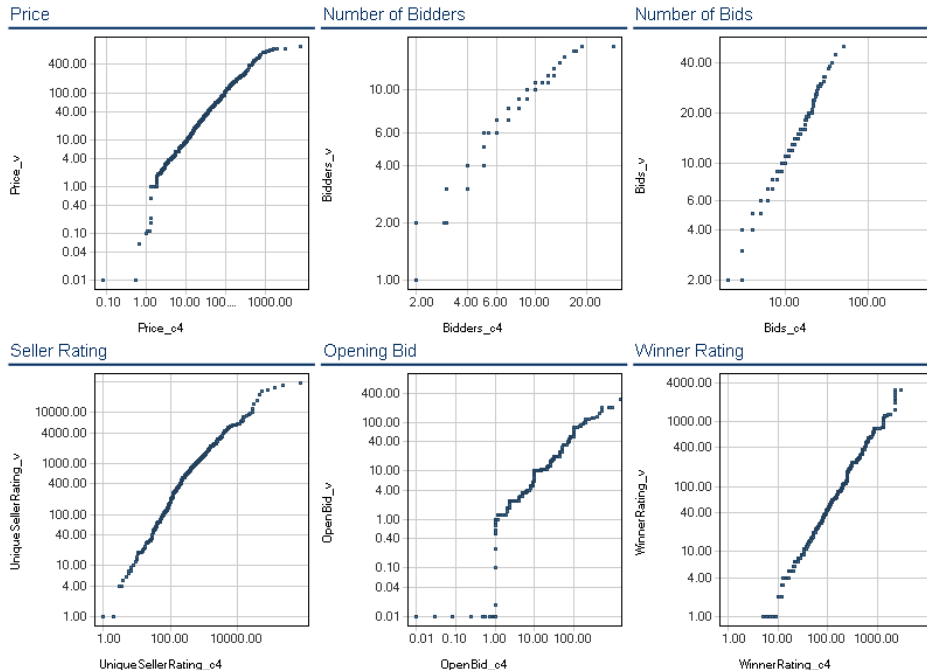 Price
Number of Bidders
Number of Bids
400.00
100.00
40.00
10.00
4.00
1.00
0.40
0.10
0.04
0.01
Price_v
0.10 1.00 10.00 100.... 1000.00
Price_c4
10.00
6.00
4.00
2.00
1.00
Bidders_v
2.00 4.00 6.00 10.00 20.00
Bidders_c4
40.00
20.00
10.00
6.00
4.00
2.00
Bids_v
10.00 100.00
Bids_c4
Seller Rating
Opening Bid
Winner Rating
10000.00
4000.00
1000.00
400.00
100.00
40.00
10.00
4.00
1.00
UniqueSellerRating_v
1.00 100.00 10000.00
UniqueSellerRating_c4
400.00
100.00
40.00
10.00
4.00
1.00
0.40
0.10
0.04
0.01
OpenBid_v
0.01 0.10 1.00 10.00 100.00
OpenBid_c4
4000.00
1000.00
400.00
100.00
40.00
10.00
4.00
1.00
WinnerRating_v
1.00 10.00 100.00 1000.00
WinnerRating_c4